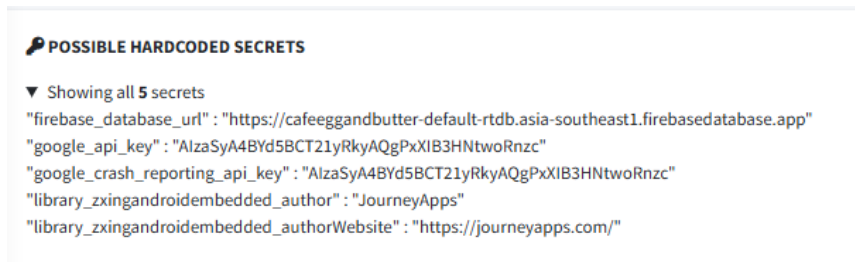 POSSIBLE HARDCODED SECRETS
▼ Showing all 5 secrets
"firebase_database_url" : "https://cafeeggandbutter-default-rtdb.asia-southeast1.firebasedatabase.app"
"google_api_key" : "AIzaSyA4BYd5BCT21yRkyAQgPxXIB3HNtwoRnzc"
"google_crash_reporting_api_key" : "AIzaSyA4BYd5BCT21yRkyAQgPxXIB3HNtwoRnzc"
"library_zxingandroidembedded_author" : "JourneyApps"
"library_zxingandroidembedded_authorWebsite" : "https://journeyapps.com/"